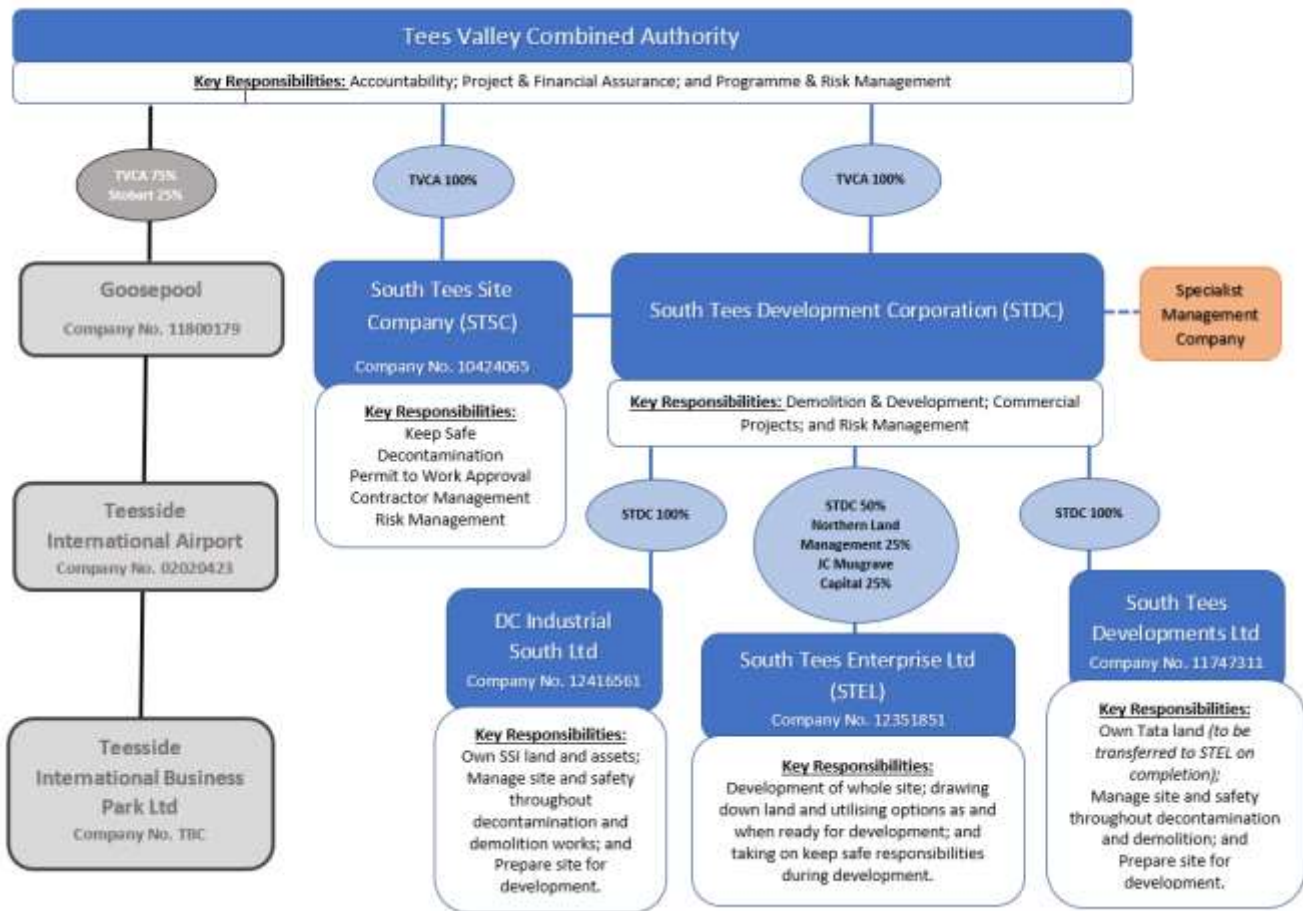 Tees Valley Combined Authority
Key Responsibilities: Accountability; Project & Financial Assurance; and Programme & Risk Management
TVCA 75%
Stobart 25%
TVCA 100%
TVCA 100%
Goosepool
Company No. 11800179
South Tees Site
Company (STSC)
Company No. 10424065
South Tees Development Corporation (STDC)
Specialist
Management
Company
Key Responsibilities:
Keep Safe
Decontamination
Permit to Work Approval
Contractor Management
Risk Management
Key Responsibilities: Demolition & Development; Commercial
Projects; and Risk Management
Teesside
International Airport
Company No. 02020423
STDC 100%
STDC 50%
Northern Land
Management 25%
JC Musgrave
Capital 25%
STDC 100%
DC Industrial
South Ltd
Company No. 12416561
South Tees Enterprise Ltd
(STEL)
Company No. 12351851
South Tees
Developments Ltd
Company No. 11747311
Teesside
International Business
Park Ltd
Company No. TBC
Key Responsibilities:
Own SSI land and assets;
Manage site and safety
throughout
decontamination and
demolition works; and
Prepare site for
development.
Key Responsibilities:
Development of whole site; drawing
down land and utilising options as and
when ready for development; and
taking on keep safe responsibilities
during development.
Key Responsibilities:
Own Tata land (to be
transferred to STEL on
completion);
Manage site and safety
throughout decontamination
and demolition; and
Prepare site for
development.